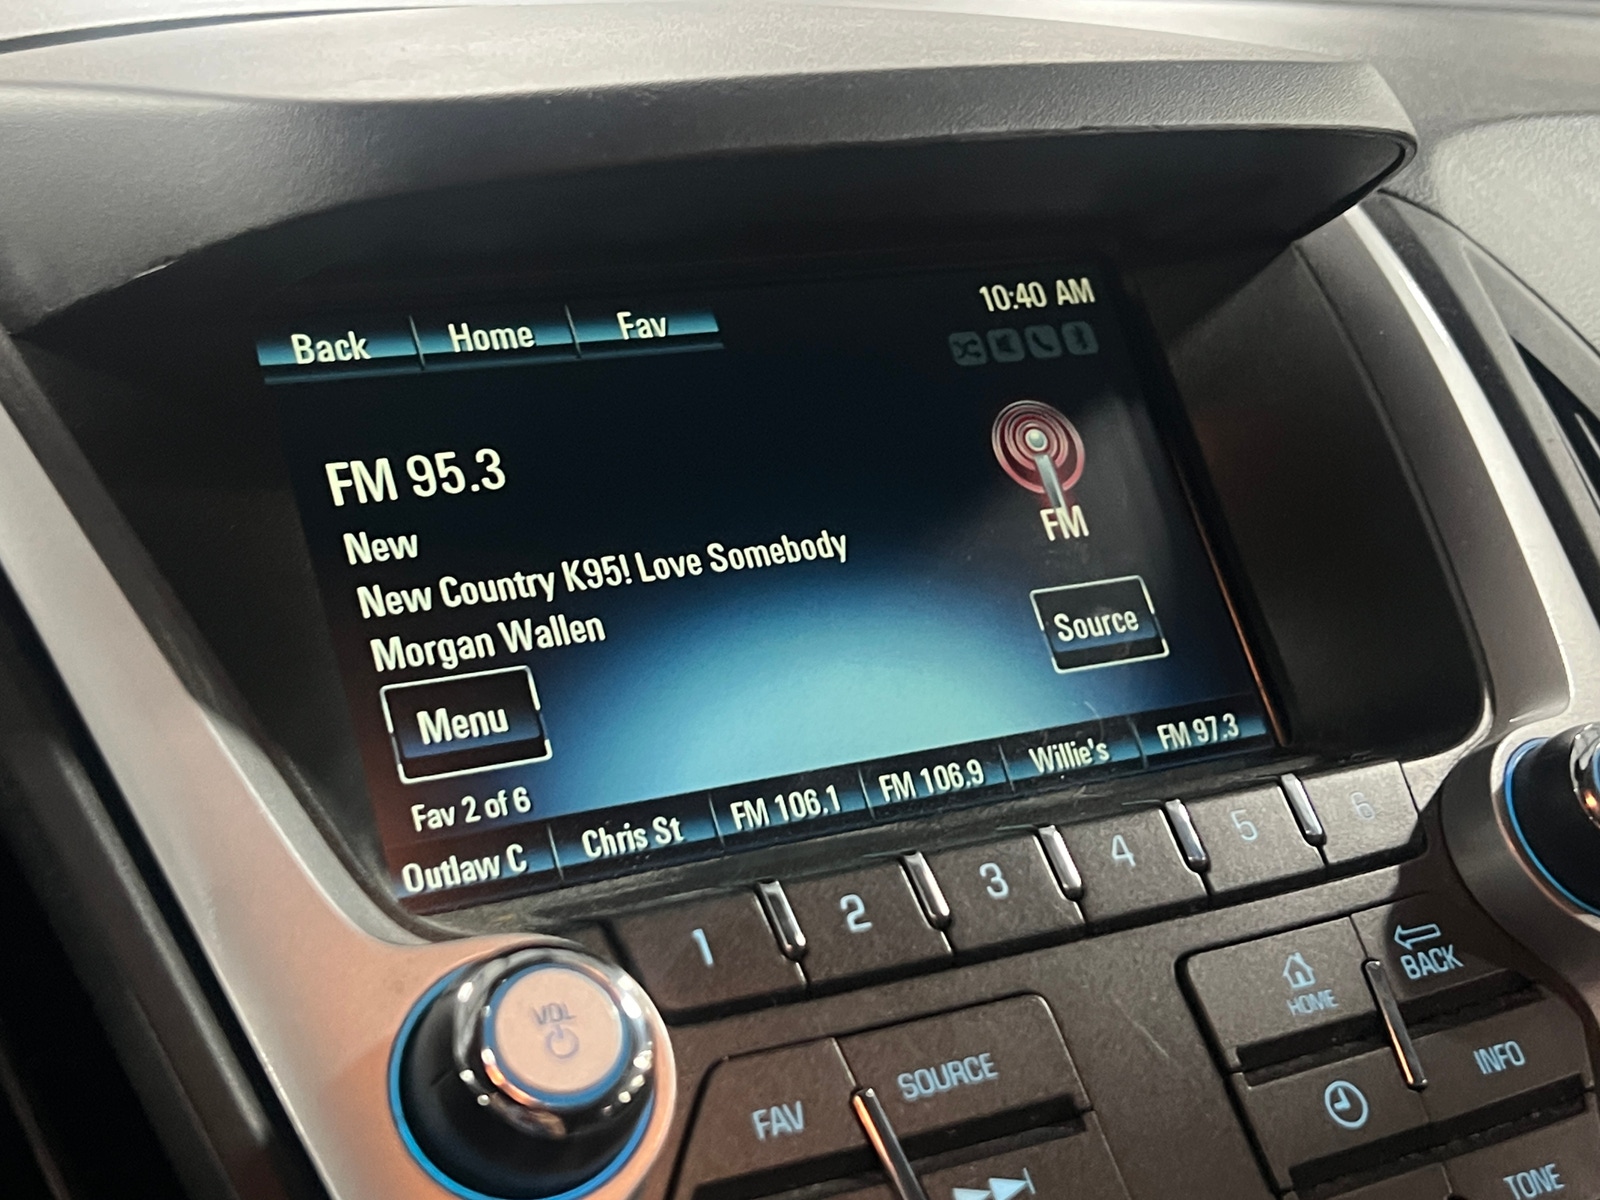 10:40 AM
Back Home Fav
FM 95.3
New
New Country K95! Love Somebody
Morgan Wallen
FM
Source
Menu
Fav 2 of 6
Outlaw C Chris St FM 106.1 FM 106.9 Willie's FM 97.3
1 2 3 4 5 6
VOL
FAV SOURCE
HOME BACK
INFO
TONE